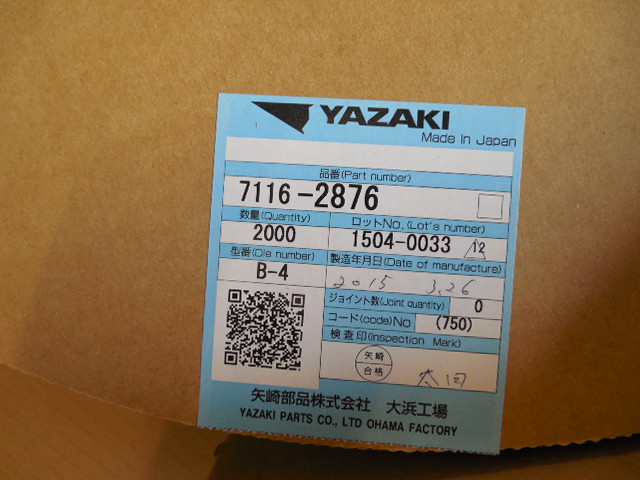 YAZAKI
Made In Japan
品番(Part number)
7116-2876
数量(Quantity) ロットNo.(Lot's number)
2000 1504-0033 12
型番(Die number) 製造年月日(Date of manufacture)
B-4 2015 3.26
ジョイント数(Joint quantity) 0
コード(code)No (750)
検査印(Inspection Mark)
矢崎
合格
矢崎部品株式会社 大浜工場
YAZAKI PARTS CO., LTD OHAMA FACTORY